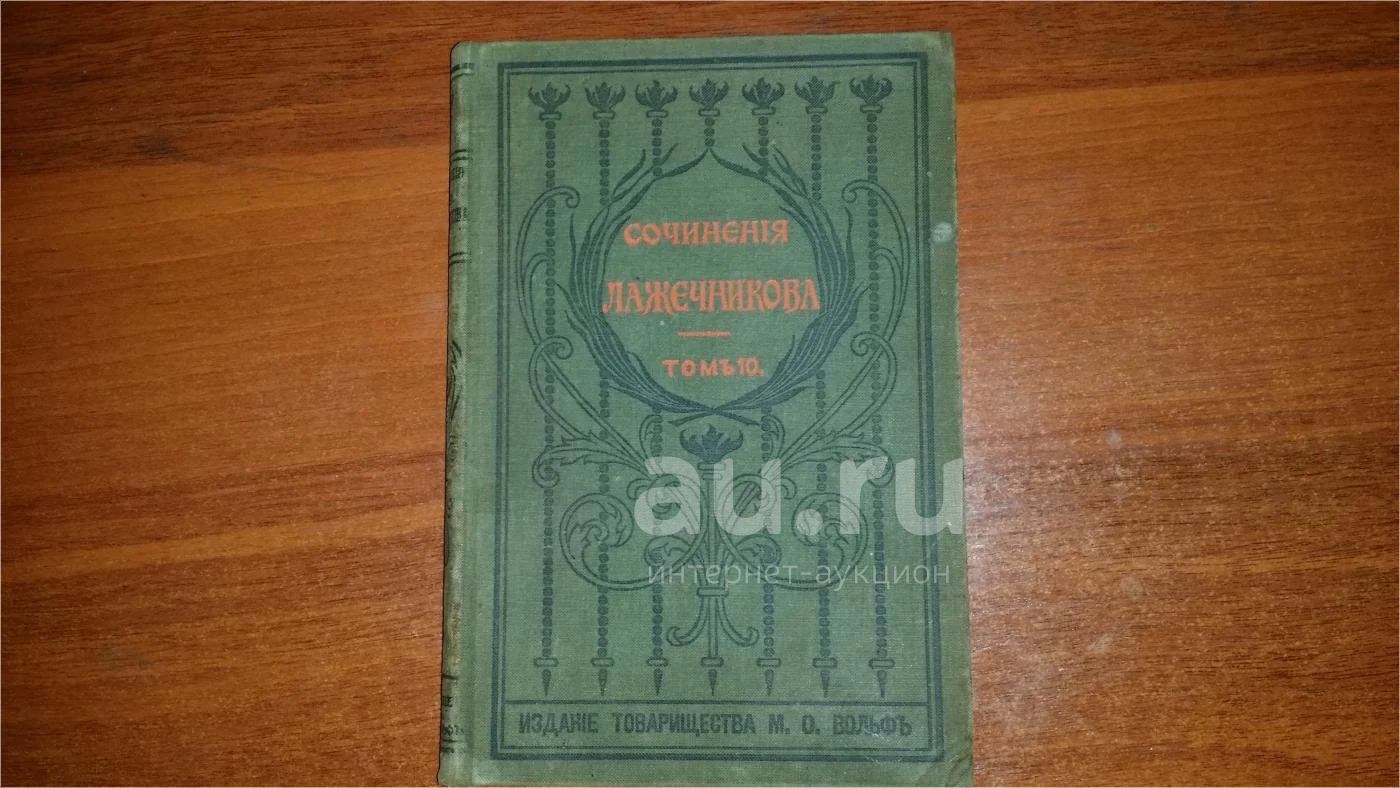 СОЧИНЕНІЯ
ЛАЖЕЧНИКОВА
ТОМЪ 10.
au.ru
интернет-аукцион
ИЗДАНІЕ ТОВАРИЩЕСТВА М. О. ВОЛЬФЪ